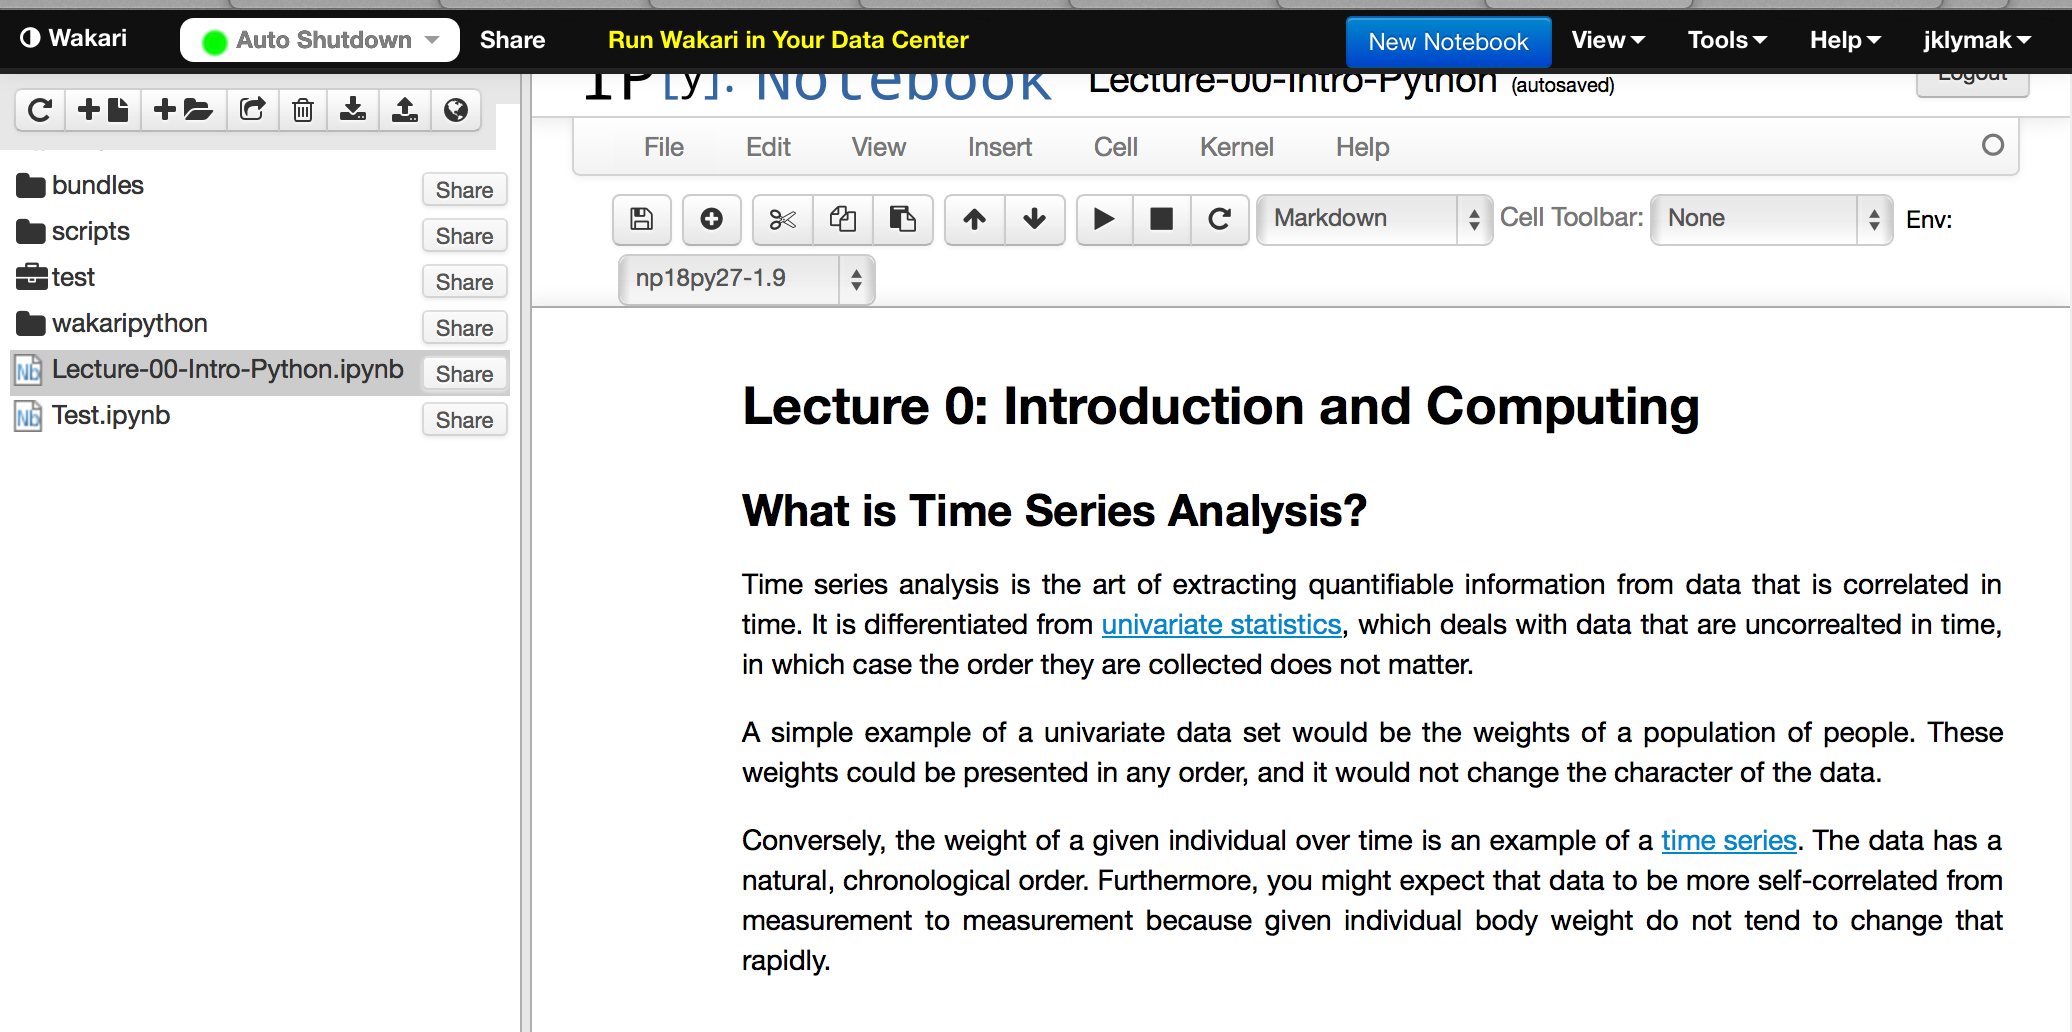 Wakari Auto Shutdown Share Run Wakari in Your Data Center New Notebook View Tools Help jklymak
IP[y]: Notebook Lecture-00-Intro-Python (autosaved) Logout
File Edit View Insert Cell Kernel Help
Markdown Cell Toolbar: None Env:
np18py27-1.9
bundles Share
scripts Share
test Share
wakaripython Share
Nb Lecture-00-Intro-Python.ipynb Share
Nb Test.ipynb Share
Lecture 0: Introduction and Computing
What is Time Series Analysis?
Time series analysis is the art of extracting quantifiable information from data that is correlated in
time. It is differentiated from univariate statistics, which deals with data that are uncorrealted in time,
in which case the order they are collected does not matter.
A simple example of a univariate data set would be the weights of a population of people. These
weights could be presented in any order, and it would not change the character of the data.
Conversely, the weight of a given individual over time is an example of a time series. The data has a
natural, chronological order. Furthermore, you might expect that data to be more self-correlated from
measurement to measurement because given individual body weight do not tend to change that
rapidly.